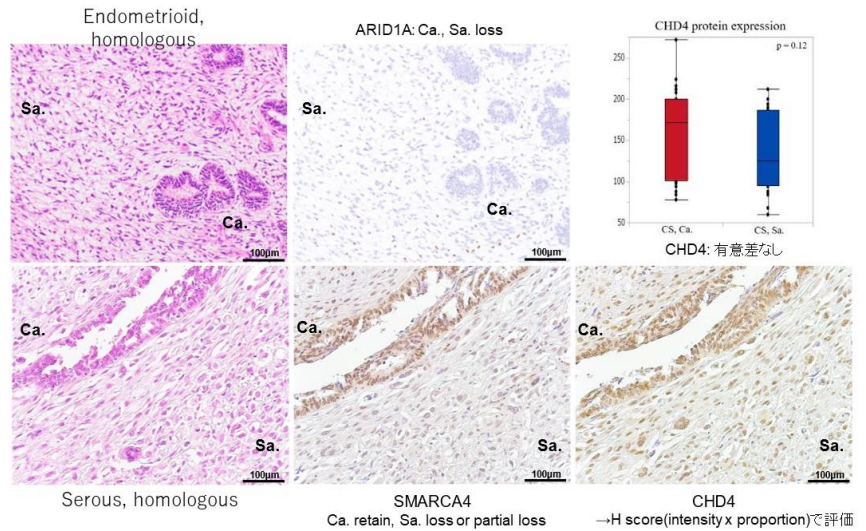 Endometrioid,
homologous
ARID1A: Ca., Sa. loss
CHD4 protein expression
p = 0.12
250
200
150
100
50
CS, Ca.
CS, Sa.
CHD4: 有意差なし
Sa.
Ca.
100μm
Sa.
Ca.
100μm
Ca.
Sa.
100μm
Ca.
Sa.
100μm
Ca.
Sa.
100μm
Serous, homologous
SMARCA4
Ca. retain, Sa. loss or partial loss
CHD4
→H score(intensity x proportion)で評価